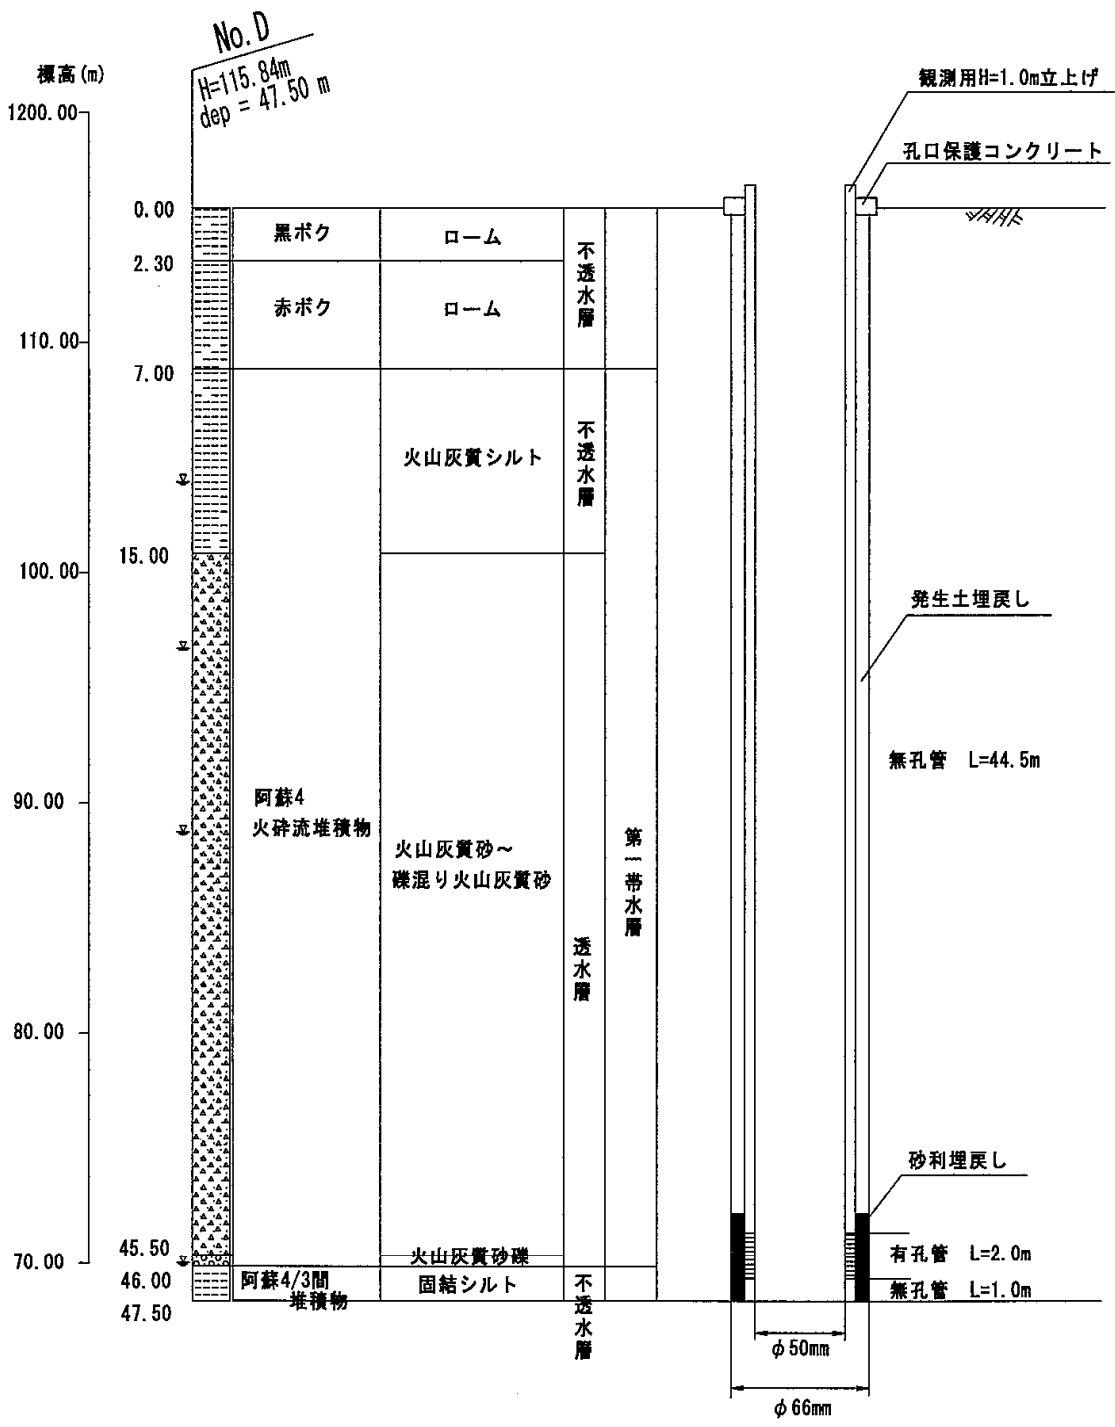 No.D
H=115.84m
dep = 47.50 m
標高(m)
1200.00
110.00
100.00
90.00
80.00
70.00
0.00
2.30
7.00
15.00
45.50
46.00
47.50
黒ボク
赤ボク
阿蘇4
火砕流堆積物
阿蘇4/3間
堆積物
ローム
ローム
火山灰質シルト
火山灰質砂~
礫混り火山灰質砂
火山灰質砂礫
固結シルト
不透水層
不透水層
透水層
不透水層
第一帯水層
観測用H=1.0m立上げ
孔口保護コンクリート
発生土埋戻し
無孔管 L=44.5m
砂利埋戻し
有孔管 L=2.0m
無孔管 L=1.0m
φ50mm
φ66mm